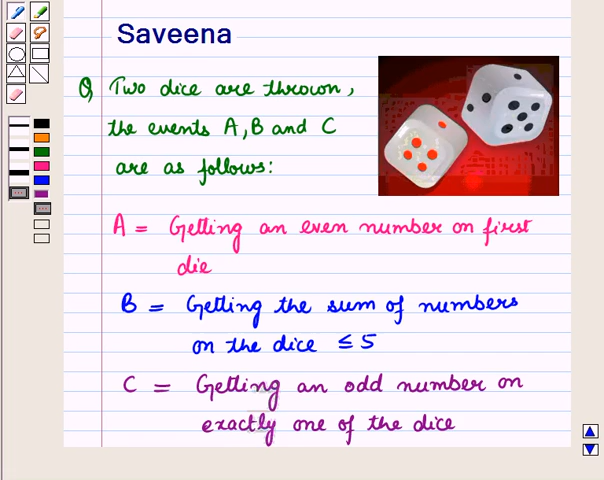 Saveena
Q Two dice are thrown,
the events A, B and C
are as follows:
A = Getting an even number on first
die
B = Getting the sum of numbers
on the dice ≤ 5
C = Getting an odd number on
exactly one of the dice